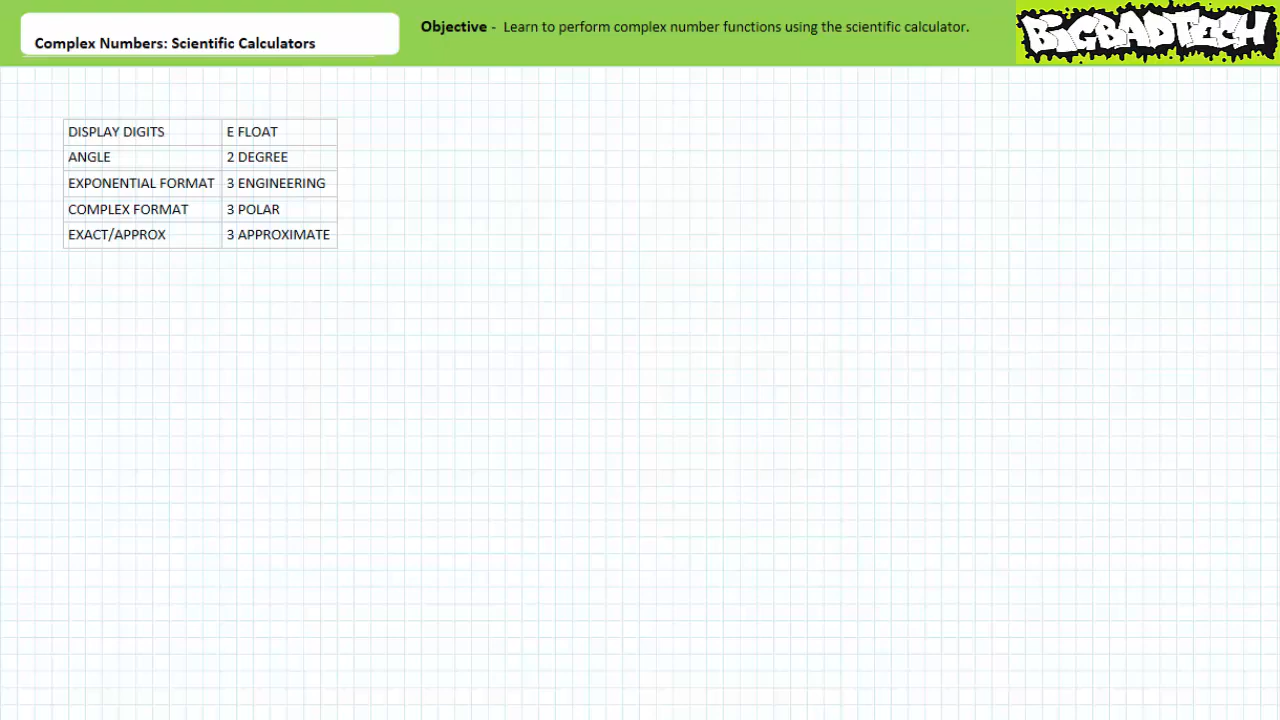 Complex Numbers: Scientific Calculators
Objective - Learn to perform complex number functions using the scientific calculator.
BIGBADTECH
DISPLAY DIGITS E FLOAT
ANGLE 2 DEGREE
EXPONENTIAL FORMAT 3 ENGINEERING
COMPLEX FORMAT 3 POLAR
EXACT/APPROX 3 APPROXIMATE